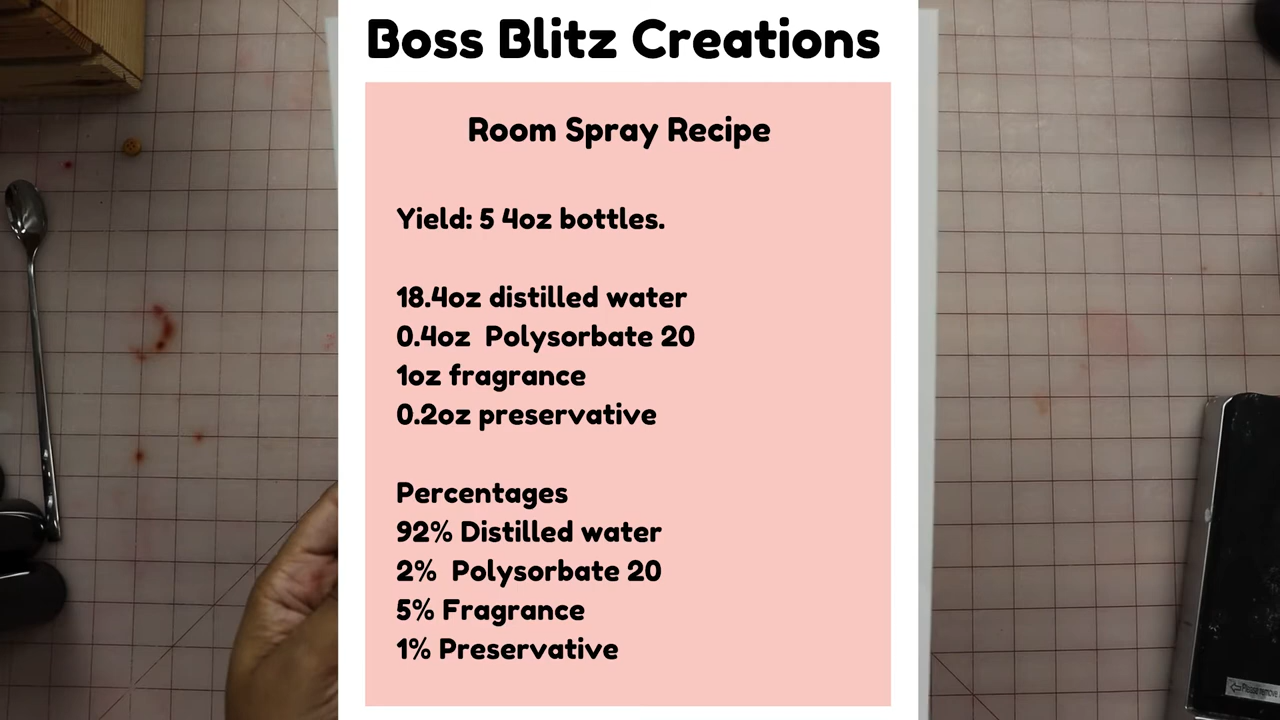 Boss Blitz Creations
Room Spray Recipe
Yield: 5 4oz bottles.
18.4oz distilled water
0.4oz  Polysorbate 20
1oz fragrance
0.2oz preservative
Percentages
92% Distilled water
2%  Polysorbate 20
5% Fragrance
1% Preservative